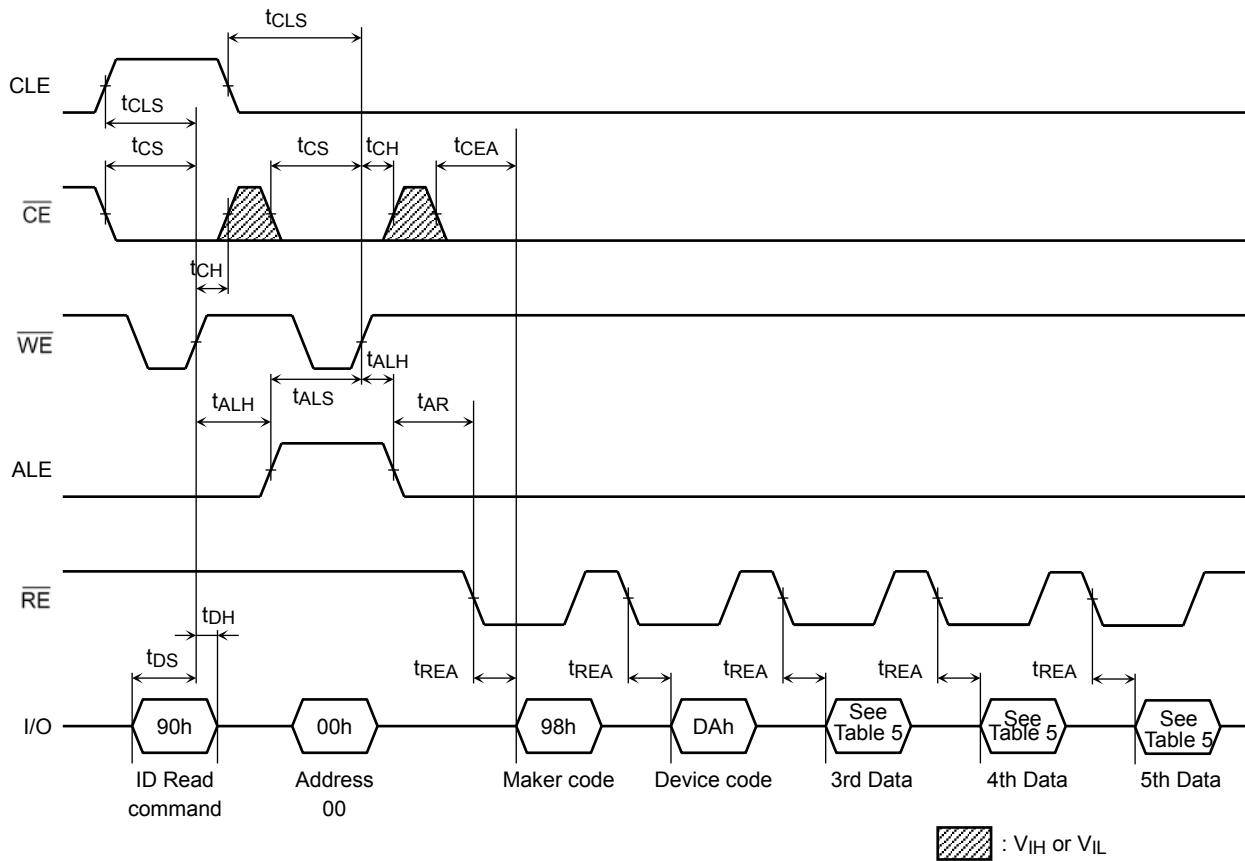 tCLS
CLE
tCLS
tCS
tCS
tCH
tCEA
CE
tCH
WE
tALH
tALH
tALS
tAR
ALE
RE
tDH
tDS
tREA
tREA
tREA
tREA
tREA
I/O
90h
00h
98h
DAh
See
Table 5
See
Table 5
See
Table 5
ID Read
command
Address
00
Maker code
Device code
3rd Data
4th Data
5th Data
: VIH or VIL